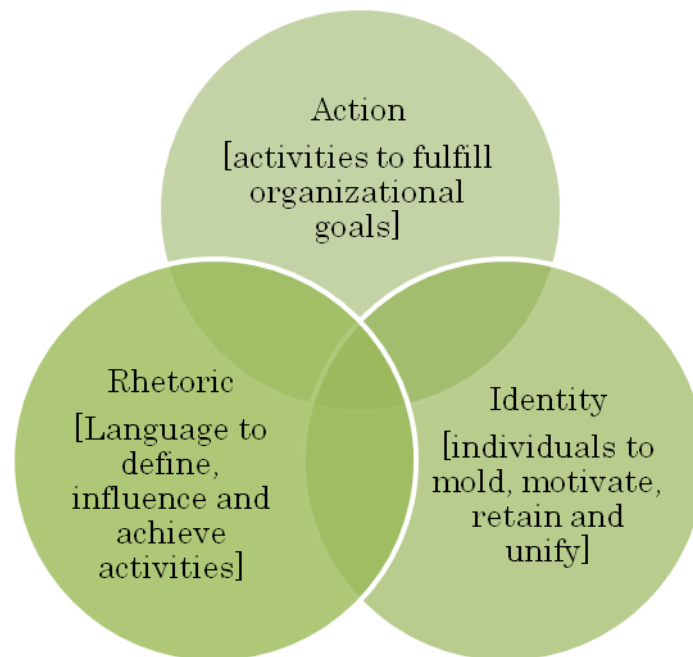 Action
[activities to fulfill
organizational
goals]
Rhetoric
[Language to
define,
influence and
achieve
activities]
Identity
[individuals to
mold, motivate,
retain and
unify]